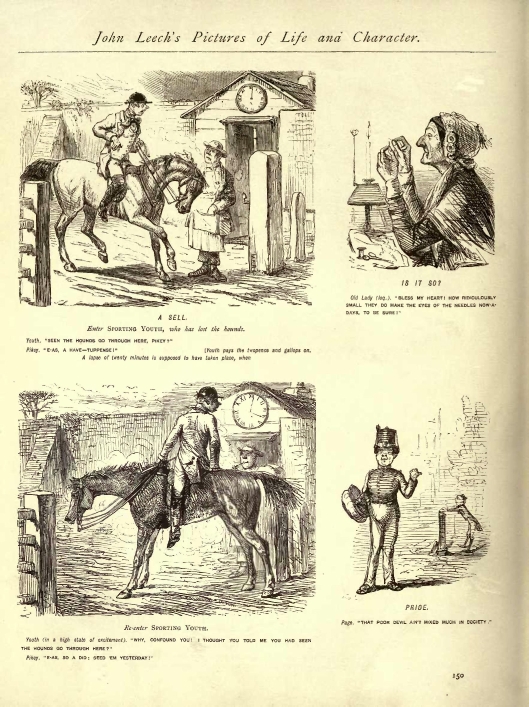 John Leech's Pictures of Life and Character.
A SELL.
Enter SPORTING YOUTH, who has lost the hounds.
Youth. "SEEN THE HOUNDS GO THROUGH HERE, PIKEY?"
Pikey. "E-AS, A HAVE—TUPPENSE!" [Youth pays the twopence and gallops on.
A lapse of twenty minutes is supposed to have taken place, when
IS IT SO?
Old Lady (log.). "BLESS MY HEART! HOW RIDICULOUSLY
SMALL THEY DO MAKE THE EYES OF THE NEEDLES NOW-A-
DAYS, TO BE SURE!"
Re-enter SPORTING YOUTH.
Youth (in a high state of excitement). "WHY, CONFOUND YOU! I THOUGHT YOU TOLD ME YOU HAD SEEN
THE HOUNDS GO THROUGH HERE?"
Pikey. "E-AS, SO A DID; SEED 'EM YESTERDAY!"
PRIDE.
Page. "THAT POOR DEVIL AIN'T MIXED MUCH IN SOCIETY."
150